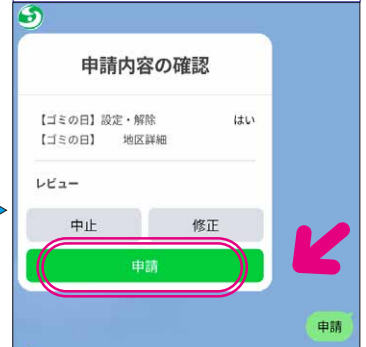 申請内容の確認
【ゴミの日】設定・解除 はい
【ゴミの日】 地区詳細
レビュー
中止 修正
申請
申請